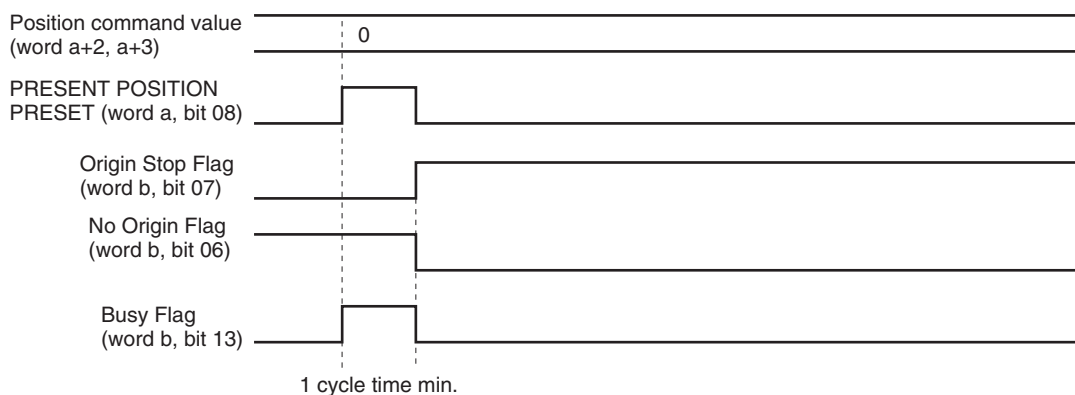 Position command value
(word a+2, a+3)
0
PRESENT POSITION
PRESET (word a, bit 08)
Origin Stop Flag
(word b, bit 07)
No Origin Flag
(word b, bit 06)
Busy Flag
(word b, bit 13)
1 cycle time min.